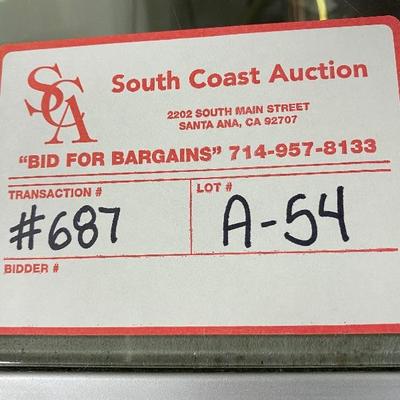 SCA South Coast Auction
2202 SOUTH MAIN STREET
SANTA ANA, CA 92707
"BID FOR BARGAINS" 714-957-8133
TRANSACTION # LOT #
#687 A-54
BIDDER #